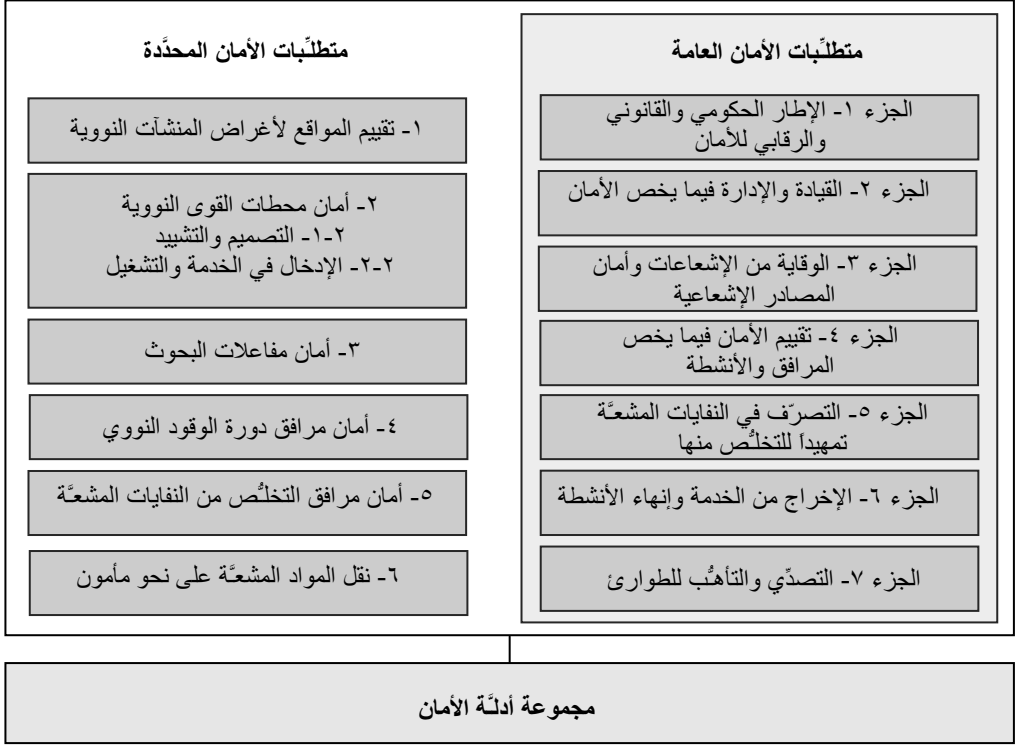 متطلَّبات الأمان العامة
الجزء ١- الإطار الحكومي والقانوني
والرقابي للأمان
الجزء ٢- القيادة والإدارة فيما يخص الأمان
الجزء ٣- الوقاية من الإشعاعات وأمان
المصادر الإشعاعية
الجزء ٤- تقييم الأمان فيما يخص
المرافق والأنشطة
الجزء ٥- التصرّف في النفايات المشعَّة
تمهيداً للتخلُّص منها
الجزء ٦- الإخراج من الخدمة وإنهاء الأنشطة
الجزء ٧- التصدِّي والتأهُّب للطوارئ
متطلَّبات الأمان المحدَّدة
١- تقييم المواقع لأغراض المنشآت النووية
٢- أمان محطات القوى النووية
٢-١- التصميم والتشييد
٢-٢- الإدخال في الخدمة والتشغيل
٣- أمان مفاعلات البحوث
٤- أمان مرافق دورة الوقود النووي
٥- أمان مرافق التخلُّص من النفايات المشعَّة
٦- نقل المواد المشعَّة على نحو مأمون
مجموعة أدلَّة الأمان